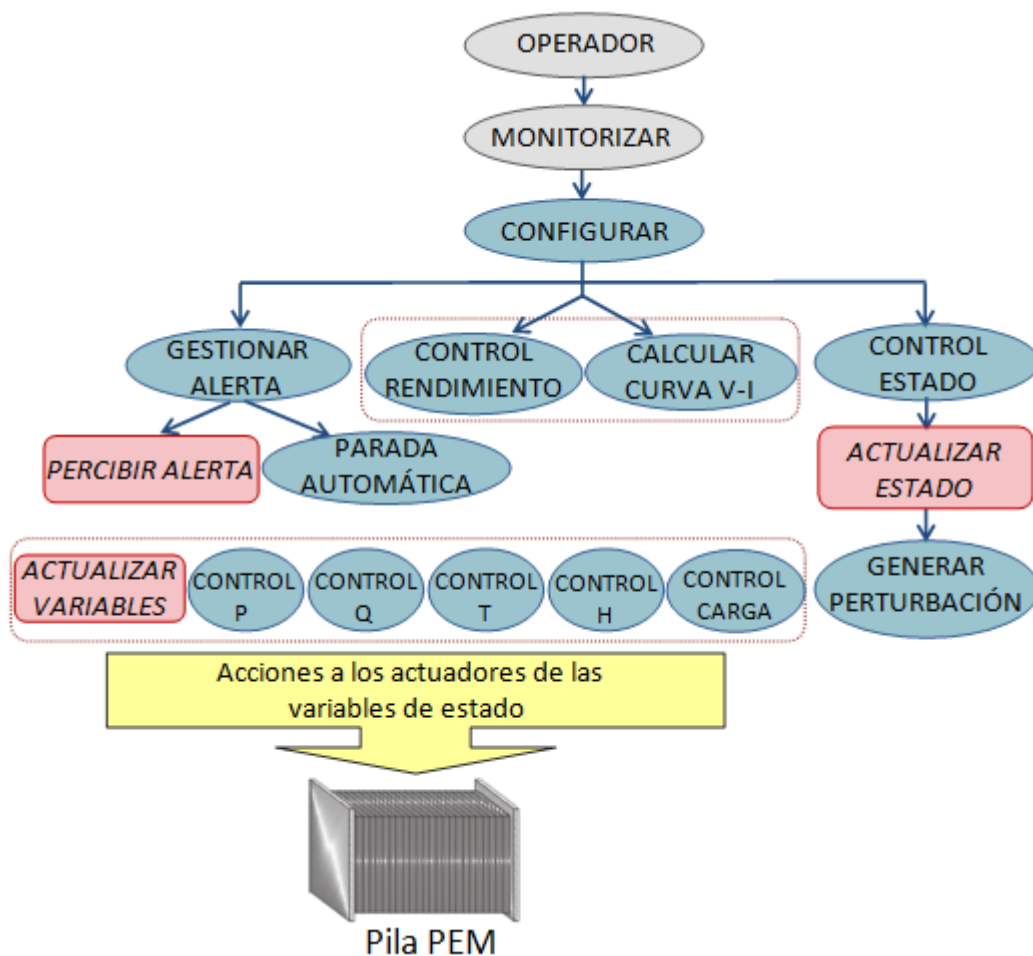 OPERADOR
MONITORIZAR
CONFIGURAR
GESTIONAR
ALERTA
CONTROL
RENDIMIENTO
CALCULAR
CURVA V-I
CONTROL
ESTADO
PERCIBIR ALERTA
PARADA
AUTOMÁTICA
ACTUALIZAR
ESTADO
ACTUALIZAR
VARIABLES
CONTROL
P
CONTROL
Q
CONTROL
T
CONTROL
H
CONTROL
CARGA
GENERAR
PERTURBACIÓN
Acciones a los actuadores de las
variables de estado
Pila PEM